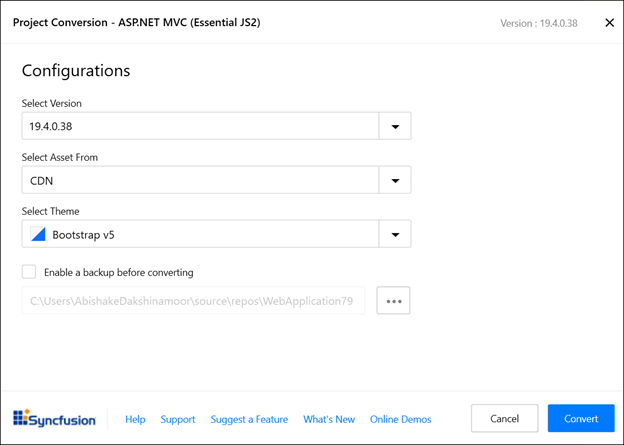 Project Conversion - ASP.NET MVC (Essential JS2) Version : 19.4.0.38
Configurations
Select Version
19.4.0.38
Select Asset From
CDN
Select Theme
Bootstrap v5
Enable a backup before converting
C:\Users\AbishakeDakshinamoor\source\repos\WebApplication79
Syncfusion Help Support Suggest a Feature What's New Online Demos Cancel Convert